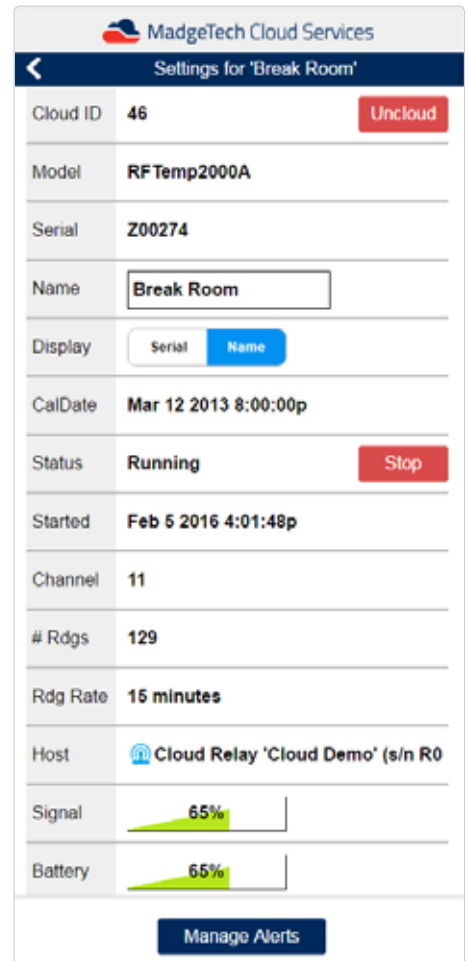 MadgeTech Cloud Services
Settings for 'Break Room'
Cloud ID 46 Uncloud
Model RFTemp2000A
Serial Z00274
Name Break Room
Display Serial Name
CalDate Mar 12 2013 8:00:00p
Status Running Stop
Started Feb 5 2016 4:01:48p
Channel 11
# Rdgs 129
Rdg Rate 15 minutes
Host Cloud Relay 'Cloud Demo' (s/n R0
Signal 65%
Battery 65%
Manage Alerts